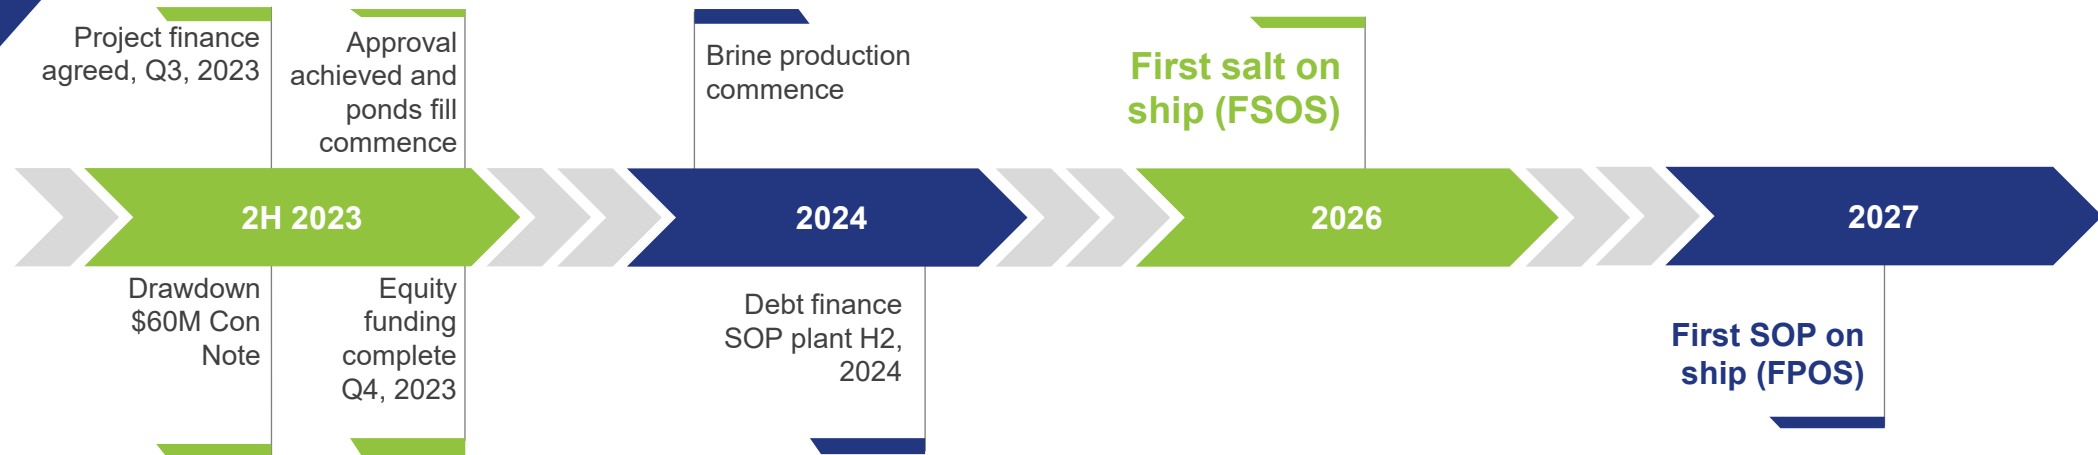 Project finance
agreed, Q3, 2023
Approval
achieved and
ponds fill
commence
Brine production
commence
First salt on
ship (FSOS)
2H 2023
2024
2026
2027
Drawdown
$60M Con
Note
Equity
funding
complete
Q4, 2023
Debt finance
SOP plant H2,
2024
First SOP on
ship (FPOS)